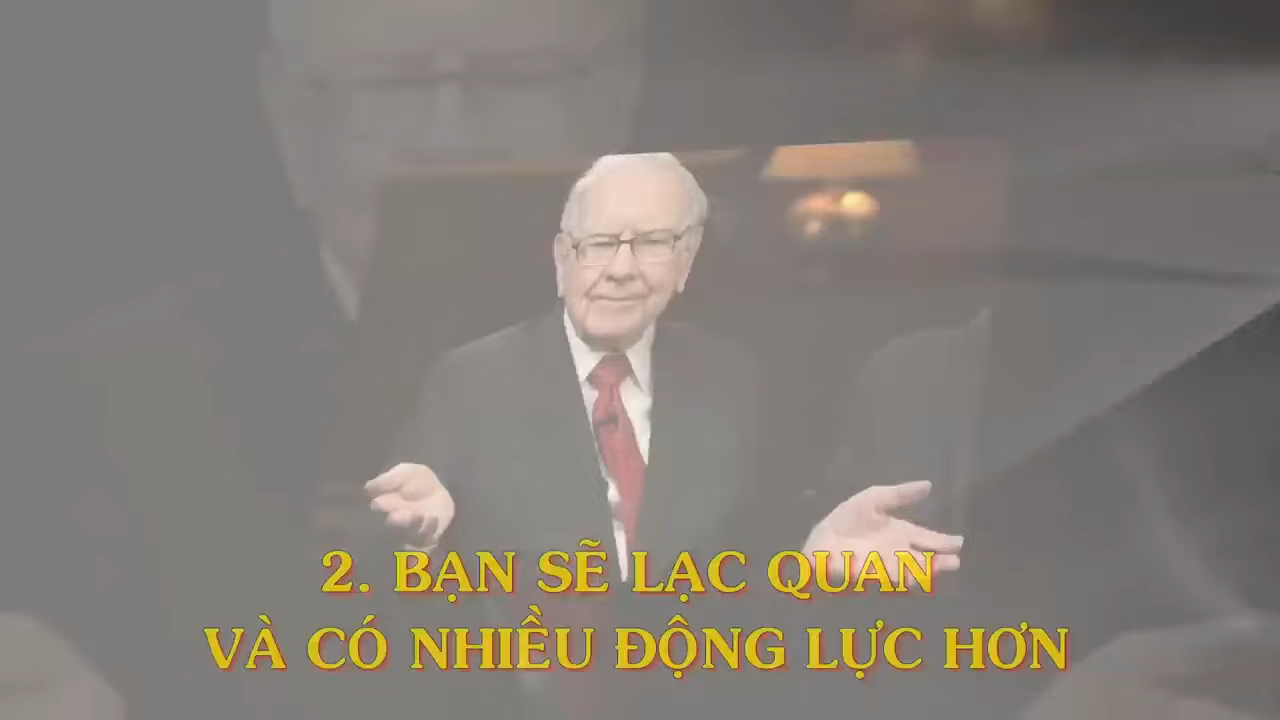 2. BẠN SẼ LẠC QUAN
VÀ CÓ NHIỀU ĐỘNG LỰC HƠN